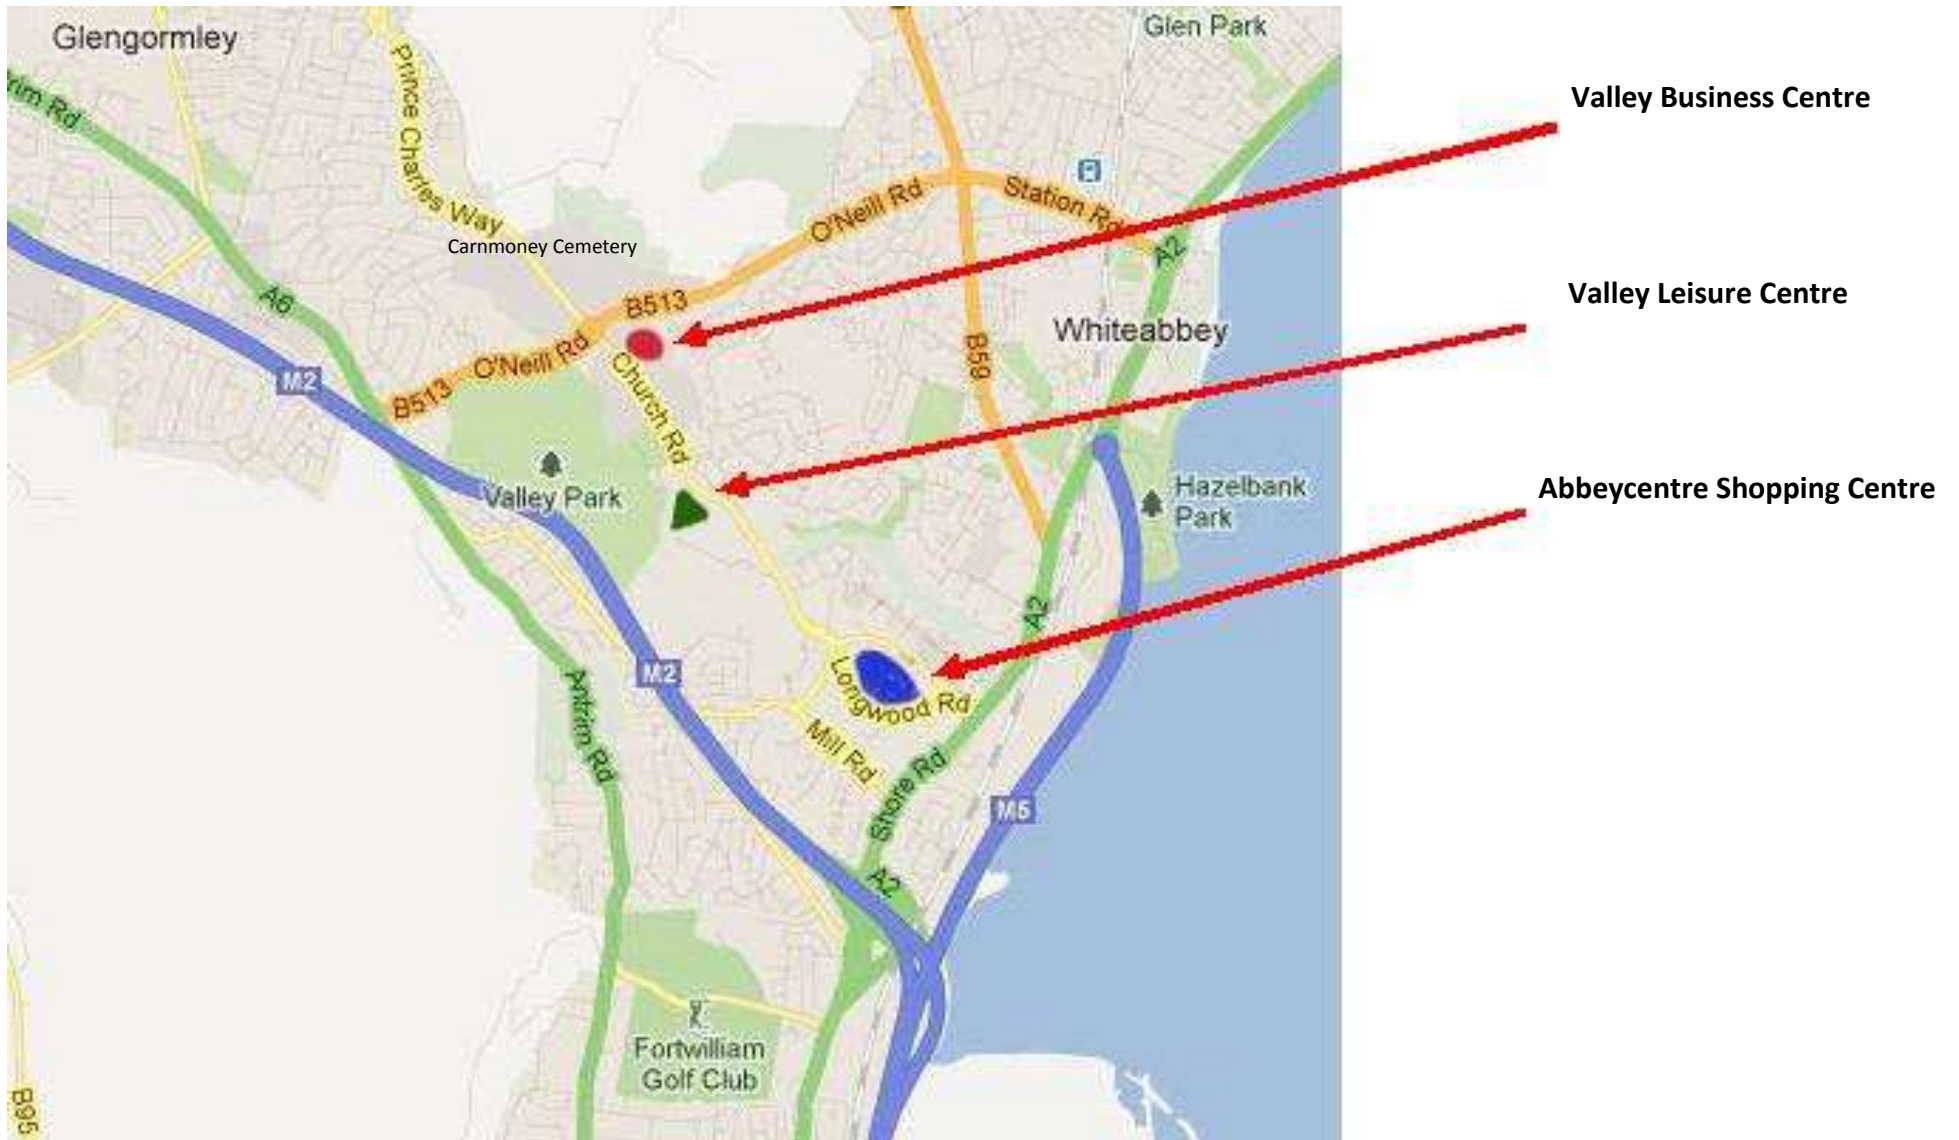 Glengormley
Glen Park
Valley Business Centre
rim Rd
Prince Charles Way
O'Neill Rd
Station Rd
Carnmoney Cemetery
A2
A6
B513
Valley Leisure Centre
Whiteabbey
O'Neill Rd
B59
M2
B513
Church Rd
Valley Park
Hazelbank
Park
Abbeycentre Shopping Centre
A2
M2
Longwood Rd
Antrim Rd
Mill Rd
Shore Rd
M5
A2
Fortwilliam
Golf Club
B95